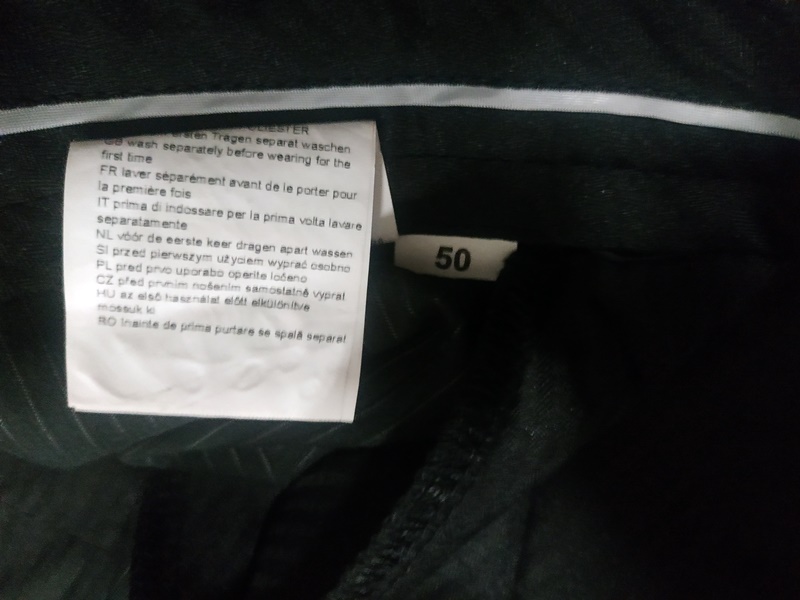 ersten Tragen separat waschen
GB wash separately before wearing for the
first time
FR laver séparément avant de le porter pour
la première fois
IT prima di indossare per la prima volta lavare
separatamente
NL vóór de eerste keer dragen apart wassen
SI przed pierwszym użyciem wyprać osobno
PL pred prvo uporabo operite ločeno
CZ před prvním nošením samostatně vyprat
HU az első használat előtt elkülönítve
mossuk ki
RO înainte de prima purtare se spală separat
50